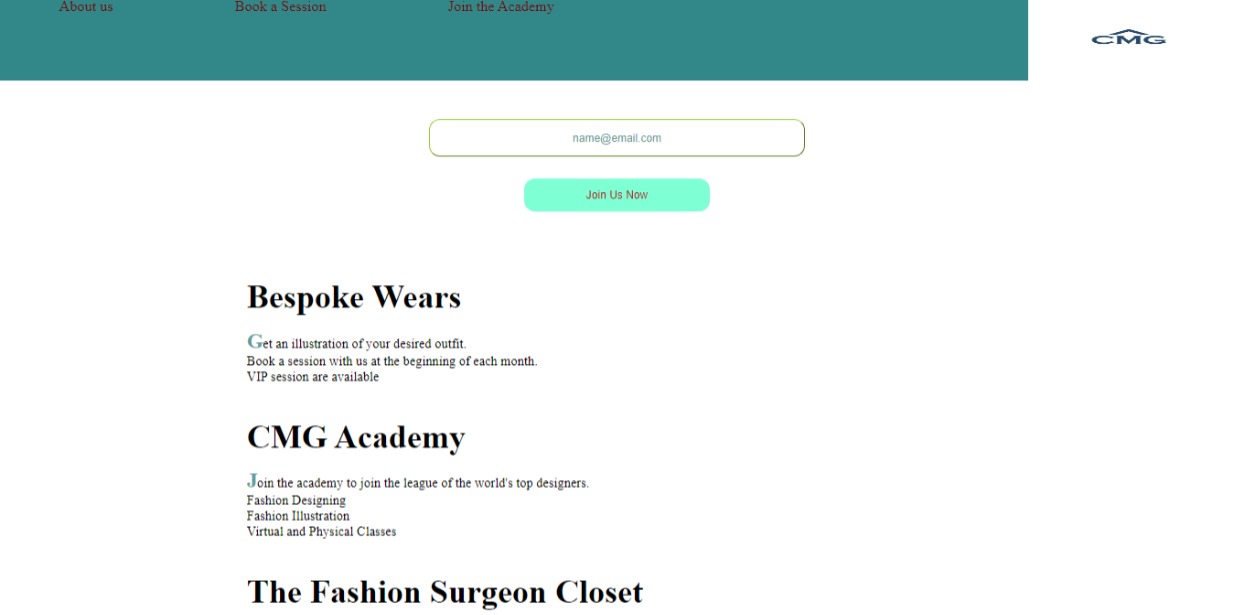 About us
Book a Session
Join the Academy
CMG
name@email.com
Join Us Now
Bespoke Wears
Get an illustration of your desired outfit.
Book a session with us at the beginning of each month.
VIP session are available
CMG Academy
Join the academy to join the league of the world's top designers.
Fashion Designing
Fashion Illustration
Virtual and Physical Classes
The Fashion Surgeon Closet